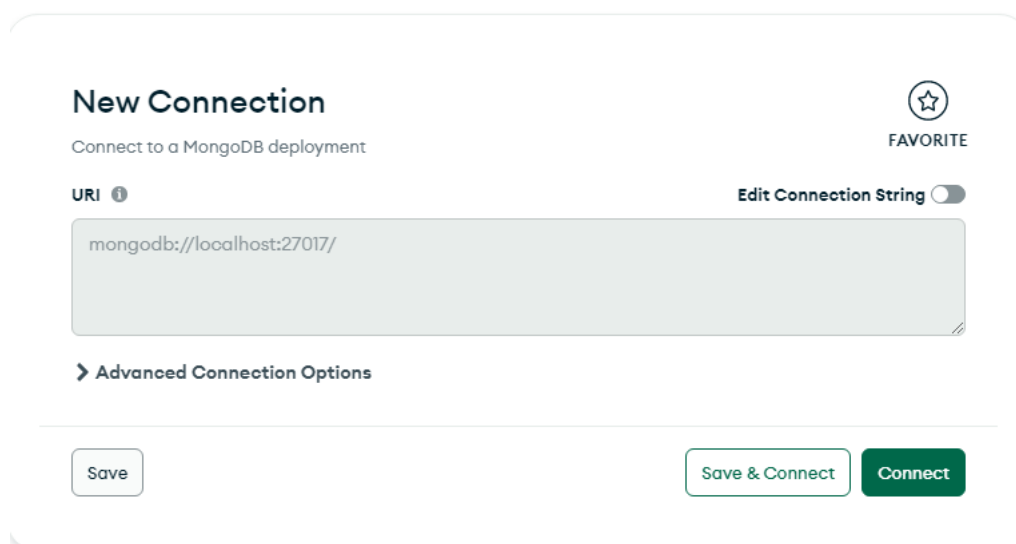 New Connection
FAVORITE
Connect to a MongoDB deployment
URI
Edit Connection String
mongodb://localhost:27017/
Advanced Connection Options
Save
Save & Connect
Connect